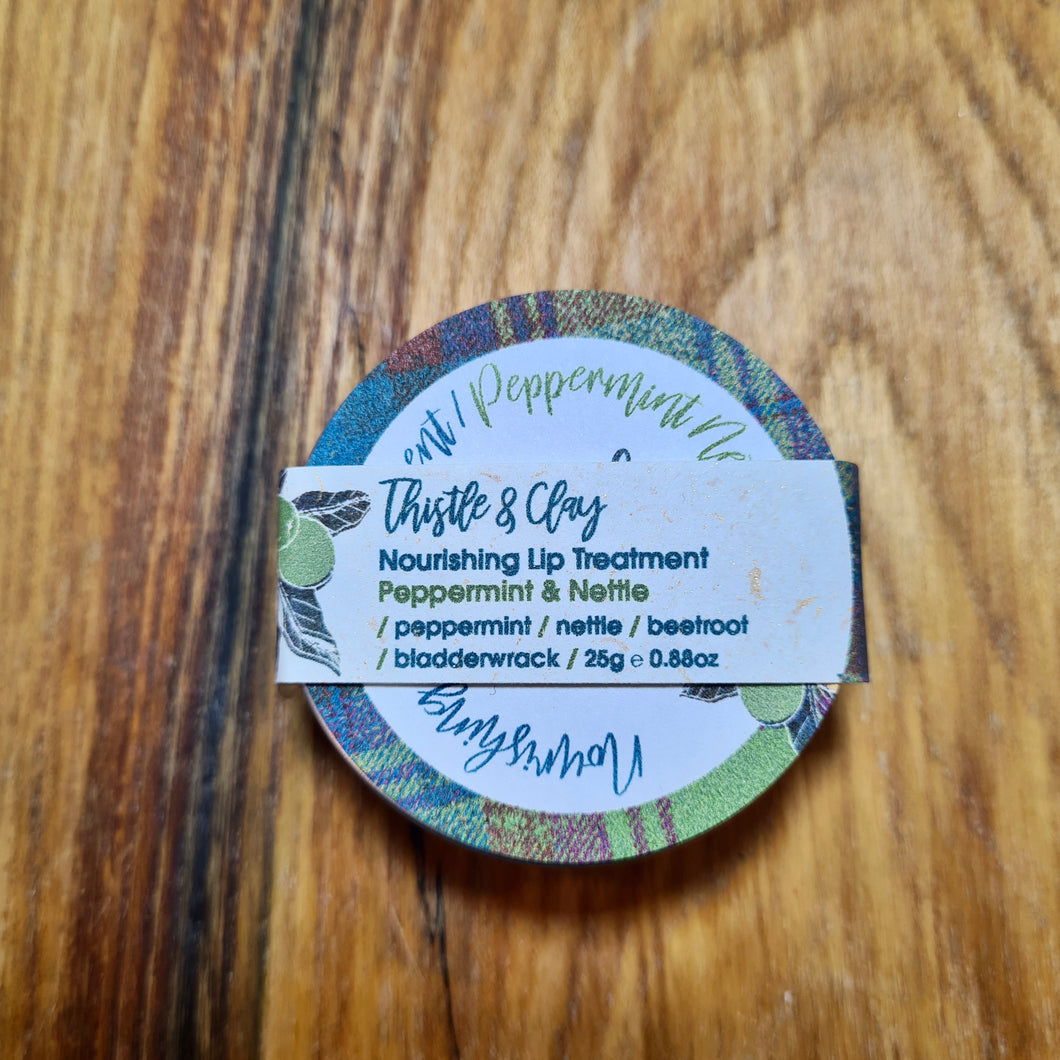 Peppermint
Thistle & Clay
Nourishing Lip Treatment
Peppermint & Nettle
/ peppermint / nettle / beetroot
/ bladderwrack / 25g e 0.88oz
Nourishing